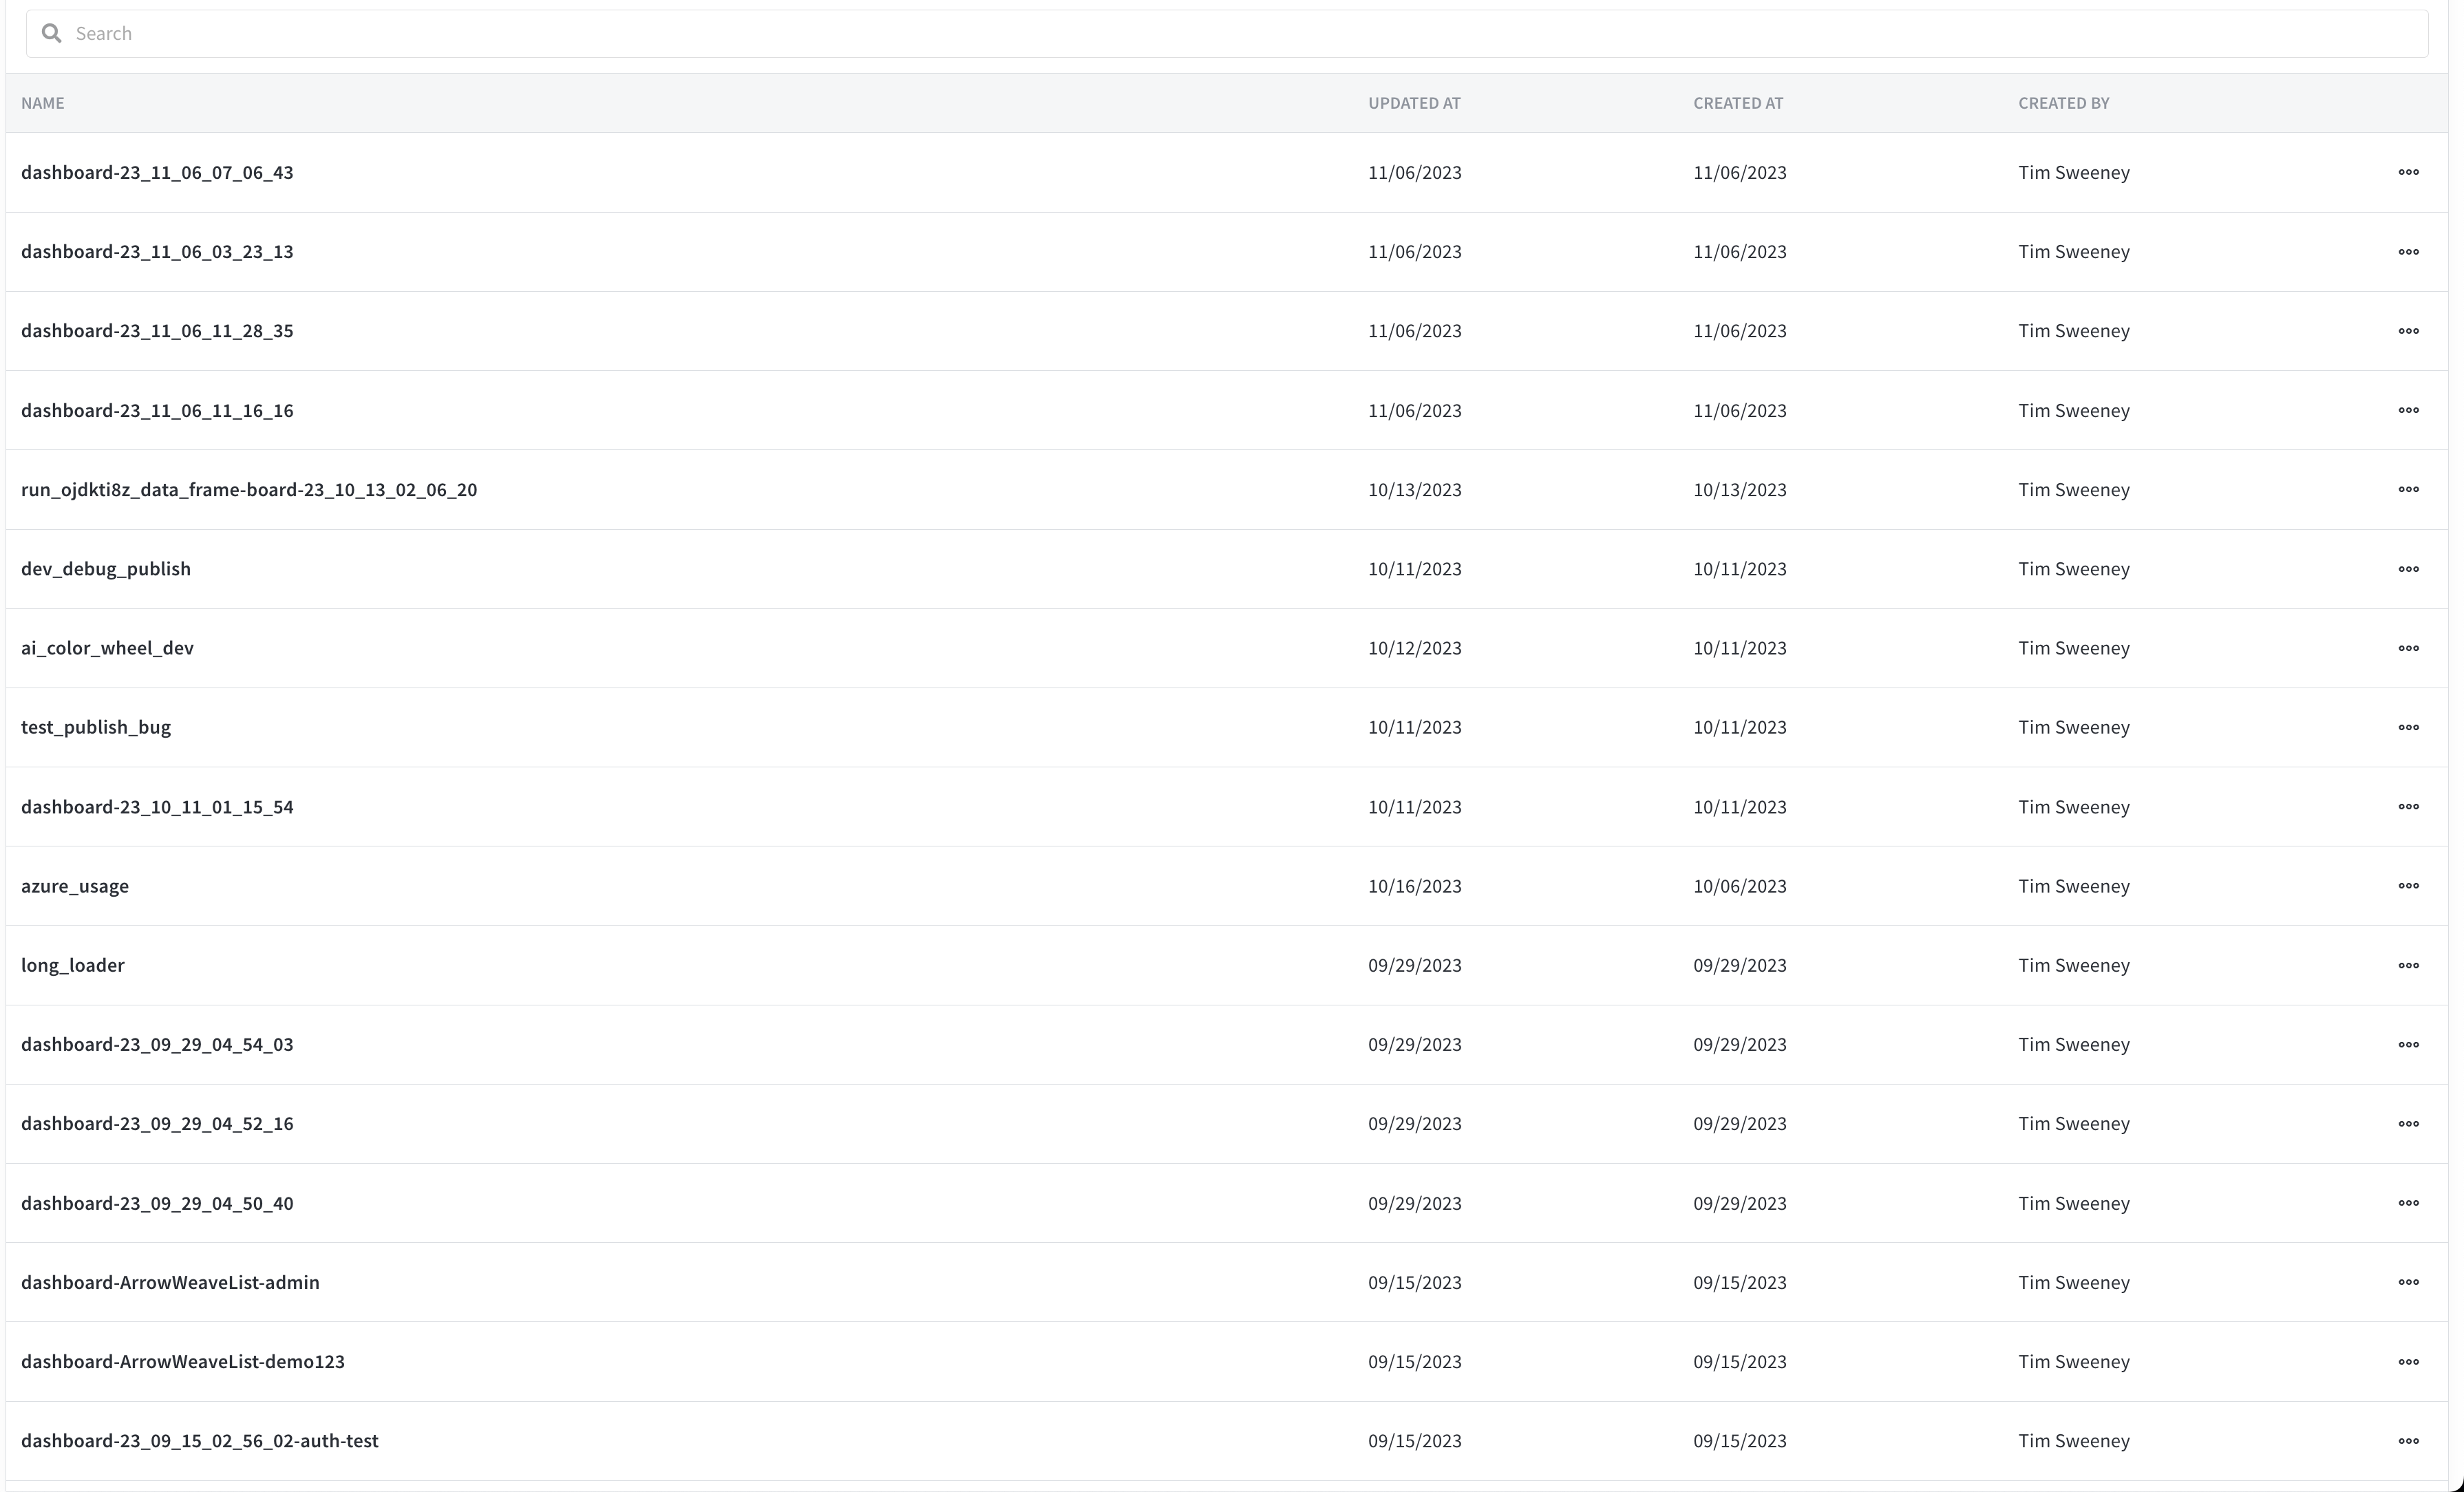 Search
NAME UPDATED AT CREATED AT CREATED BY
dashboard-23_11_06_07_06_43 11/06/2023 11/06/2023 Tim Sweeney
dashboard-23_11_06_03_23_13 11/06/2023 11/06/2023 Tim Sweeney
dashboard-23_11_06_11_28_35 11/06/2023 11/06/2023 Tim Sweeney
dashboard-23_11_06_11_16_16 11/06/2023 11/06/2023 Tim Sweeney
run_ojdkti8z_data_frame-board-23_10_13_02_06_20 10/13/2023 10/13/2023 Tim Sweeney
dev_debug_publish 10/11/2023 10/11/2023 Tim Sweeney
ai_color_wheel_dev 10/12/2023 10/11/2023 Tim Sweeney
test_publish_bug 10/11/2023 10/11/2023 Tim Sweeney
dashboard-23_10_11_01_15_54 10/11/2023 10/11/2023 Tim Sweeney
azure_usage 10/16/2023 10/06/2023 Tim Sweeney
long_loader 09/29/2023 09/29/2023 Tim Sweeney
dashboard-23_09_29_04_54_03 09/29/2023 09/29/2023 Tim Sweeney
dashboard-23_09_29_04_52_16 09/29/2023 09/29/2023 Tim Sweeney
dashboard-23_09_29_04_50_40 09/29/2023 09/29/2023 Tim Sweeney
dashboard-ArrowWeaveList-admin 09/15/2023 09/15/2023 Tim Sweeney
dashboard-ArrowWeaveList-demo123 09/15/2023 09/15/2023 Tim Sweeney
dashboard-23_09_15_02_56_02-auth-test 09/15/2023 09/15/2023 Tim Sweeney